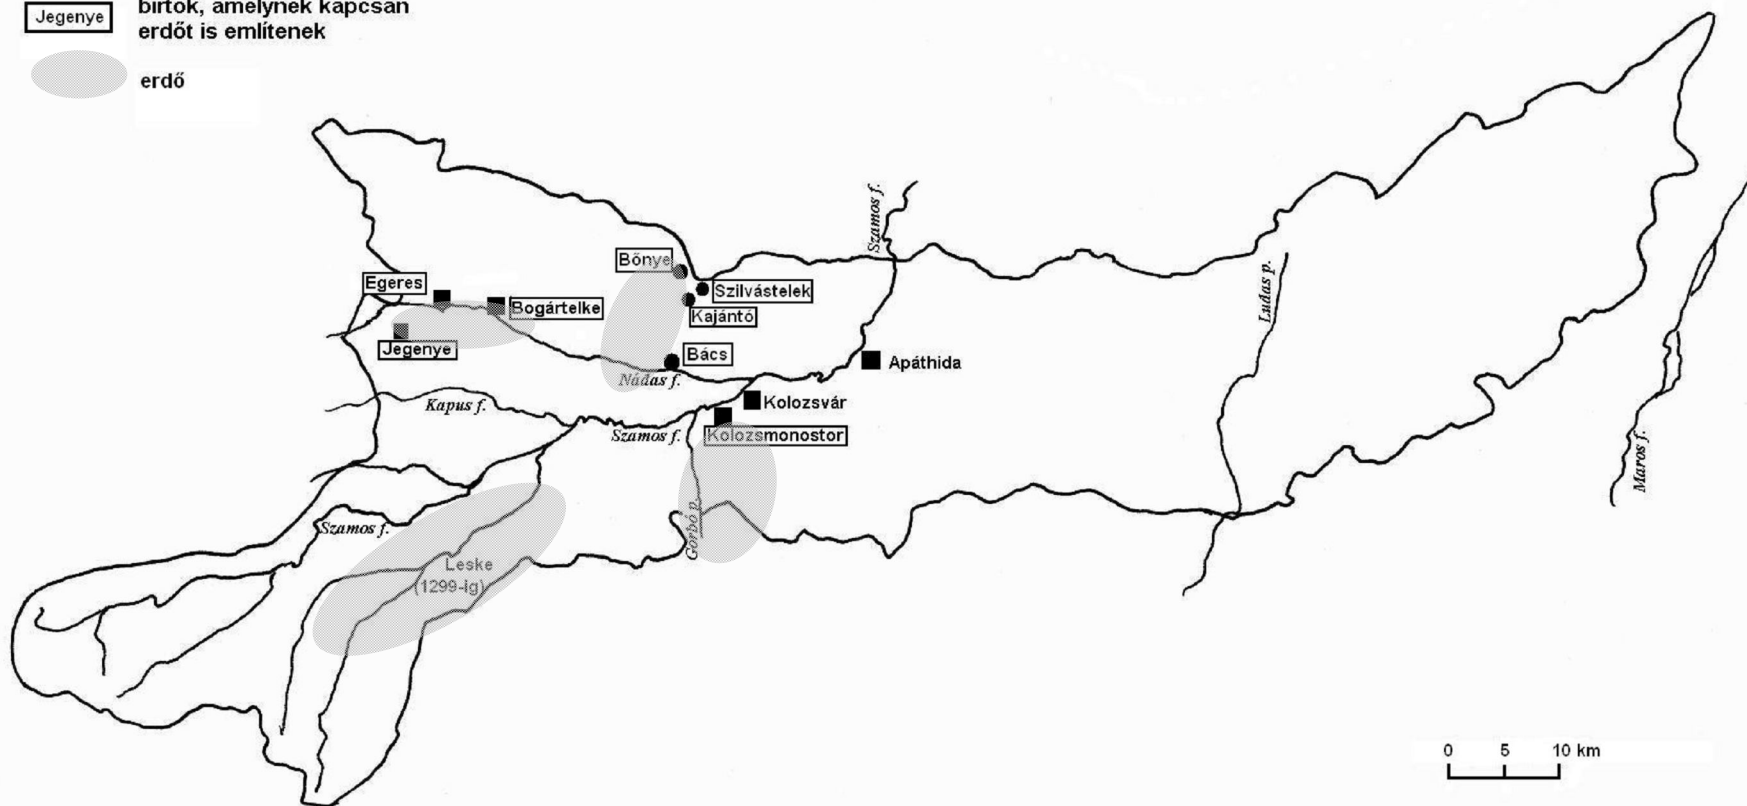 Jegenye
birtok, amelynek kapcsán
erdőt is említenek
erdő
Szamos f.
Bőnye
Egeres
Szilvástelek
Bogártelke
Kajántó
Ludas p.
Jegenye
Bács
Apáthida
Nádas f.
Kapus f.
Kolozsvár
Szamos f.
Kolozsmonostor
Maros f.
Szamos f.
Gorbó p.
Leske
(1299-ig)
0 5 10 km